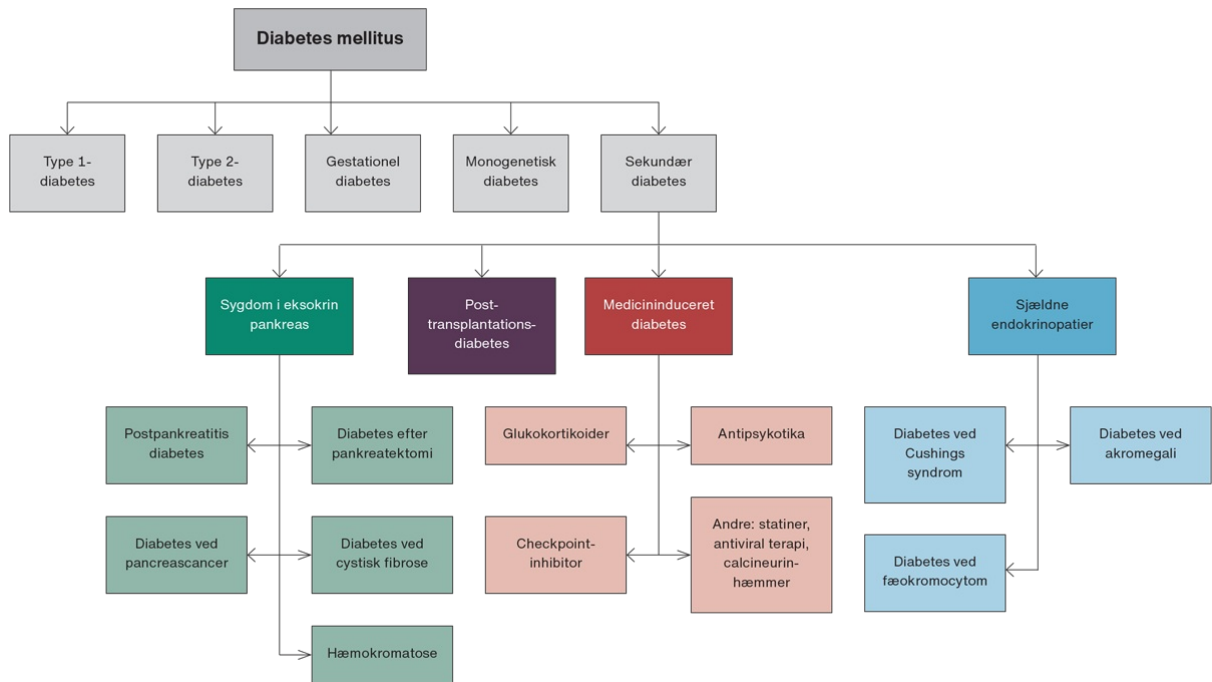 Diabetes mellitus
Type 1-
diabetes
Type 2-
diabetes
Gestationel
diabetes
Monogenetisk
diabetes
Sekundær
diabetes
Sygdom i eksokrin
pankreas
Post-
transplantations-
diabetes
Medicininduceret
diabetes
Sjældne
endokrinopatier
Postpankreatitis
diabetes
Diabetes efter
pankreatektomi
Glukokortikoider
Antipsykotika
Diabetes ved
Cushings
syndrom
Diabetes ved
akromegali
Diabetes ved
pancreascancer
Diabetes ved
cystisk fibrose
Checkpoint-
inhibitor
Andre: statiner,
antiviral terapi,
calcineurin-
hæmmer
Diabetes ved
fæokromocytom
Hæmokromatose